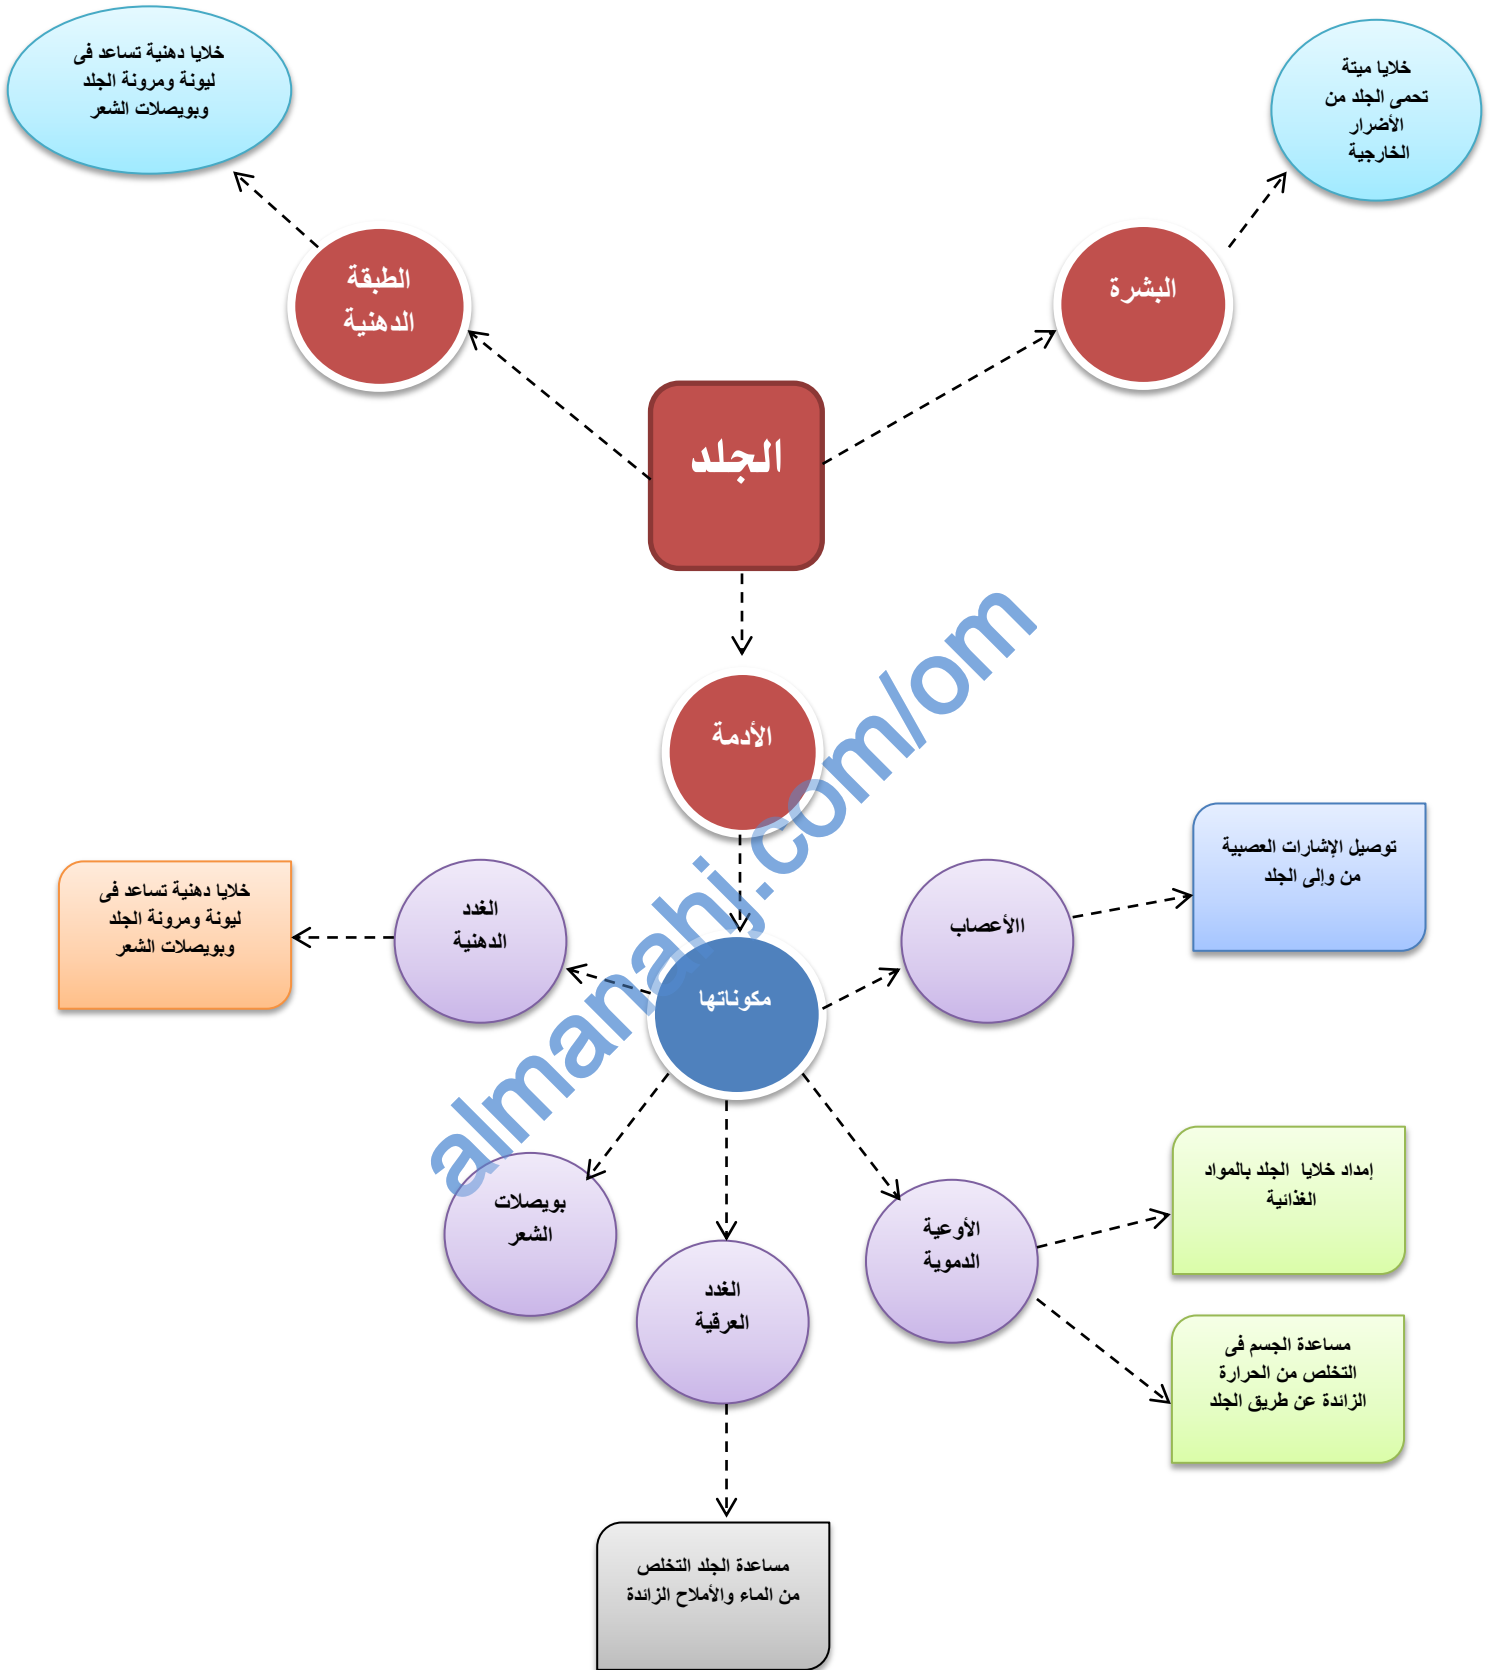 خلايا ميتة
تحمى الجلد من
الأضرار
الخارجية
خلايا دهنية تساعد فى
ليونة ومرونة الجلد
وبويصلات الشعر
البشرة
الطبقة
الدهنية
الجلد
الأدمة
توصيل الإشارات العصبية
من وإلى الجلد
االأعصاب
الغدد
الدهنية
خلايا دهنية تساعد فى
ليونة ومرونة الجلد
وبويصلات الشعر
مكوناتها
إمداد خلايا الجلد بالمواد
الغذائية
الأوعية
الدموية
بويصلات
الشعر
الغدد
العرقية
مساعدة الجسم فى
التخلص من الحرارة
الزائدة عن طريق الجلد
مساعدة الجلد التخلص
من الماء والأملاح الزائدة
almanahj.com/om